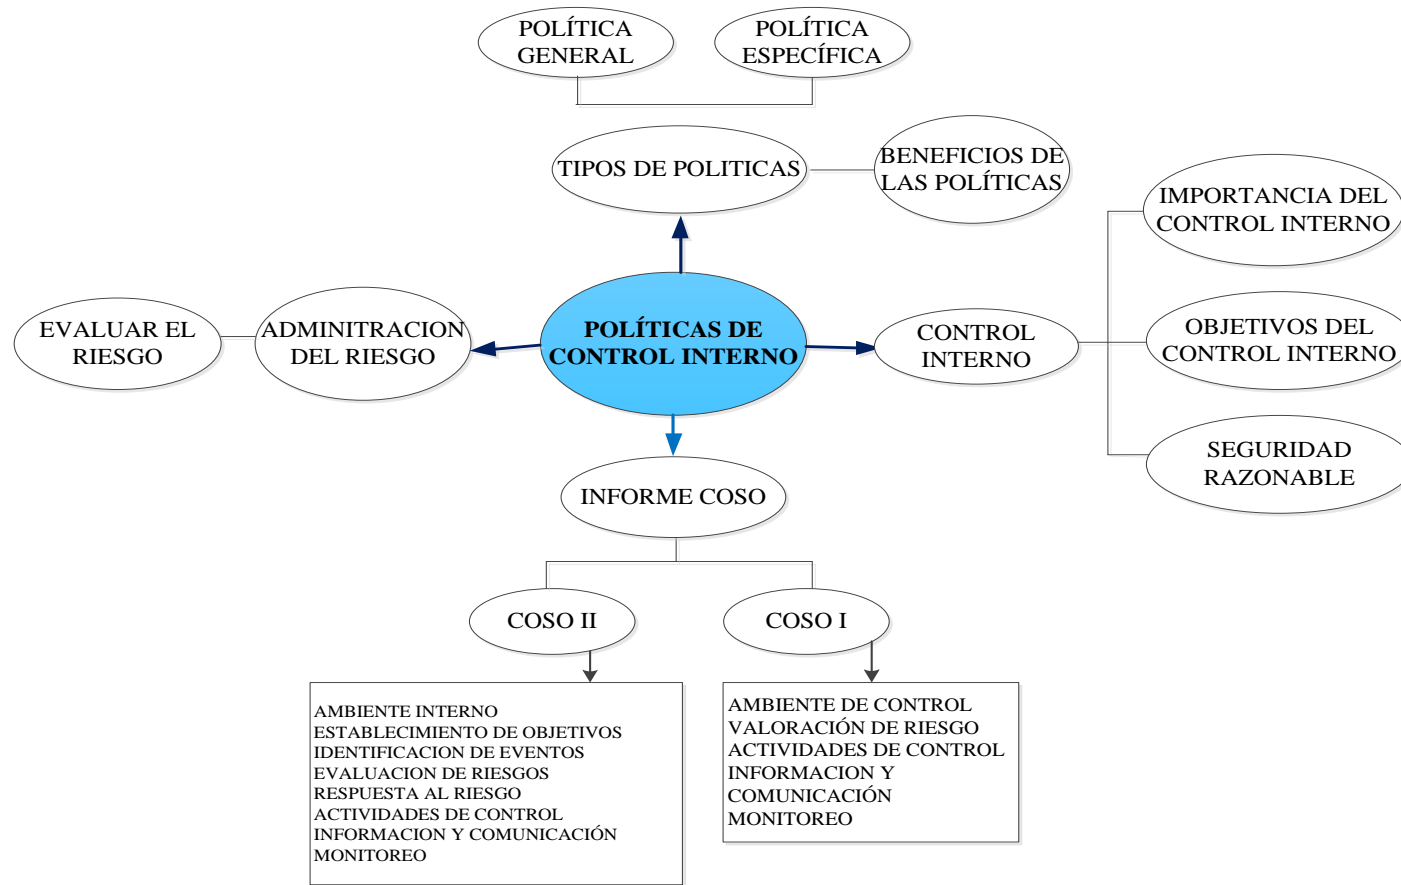 POLÍTICA
GENERAL
POLÍTICA
ESPECÍFICA
TIPOS DE POLITICAS
BENEFICIOS DE
LAS POLÍTICAS
IMPORTANCIA DEL
CONTROL INTERNO
EVALUAR EL
RIESGO
ADMINITRACION
DEL RIESGO
POLÍTICAS DE
CONTROL INTERNO
CONTROL
INTERNO
OBJETIVOS DEL
CONTROL INTERNO
SEGURIDAD
RAZONABLE
INFORME COSO
COSO II
COSO I
AMBIENTE INTERNO
ESTABLECIMIENTO DE OBJETIVOS
IDENTIFICACION DE EVENTOS
EVALUACION DE RIESGOS
RESPUESTA AL RIESGO
ACTIVIDADES DE CONTROL
INFORMACION Y COMUNICACIÓN
MONITOREO
AMBIENTE DE CONTROL
VALORACIÓN DE RIESGO
ACTIVIDADES DE CONTROL
INFORMACION Y
COMUNICACIÓN
MONITOREO